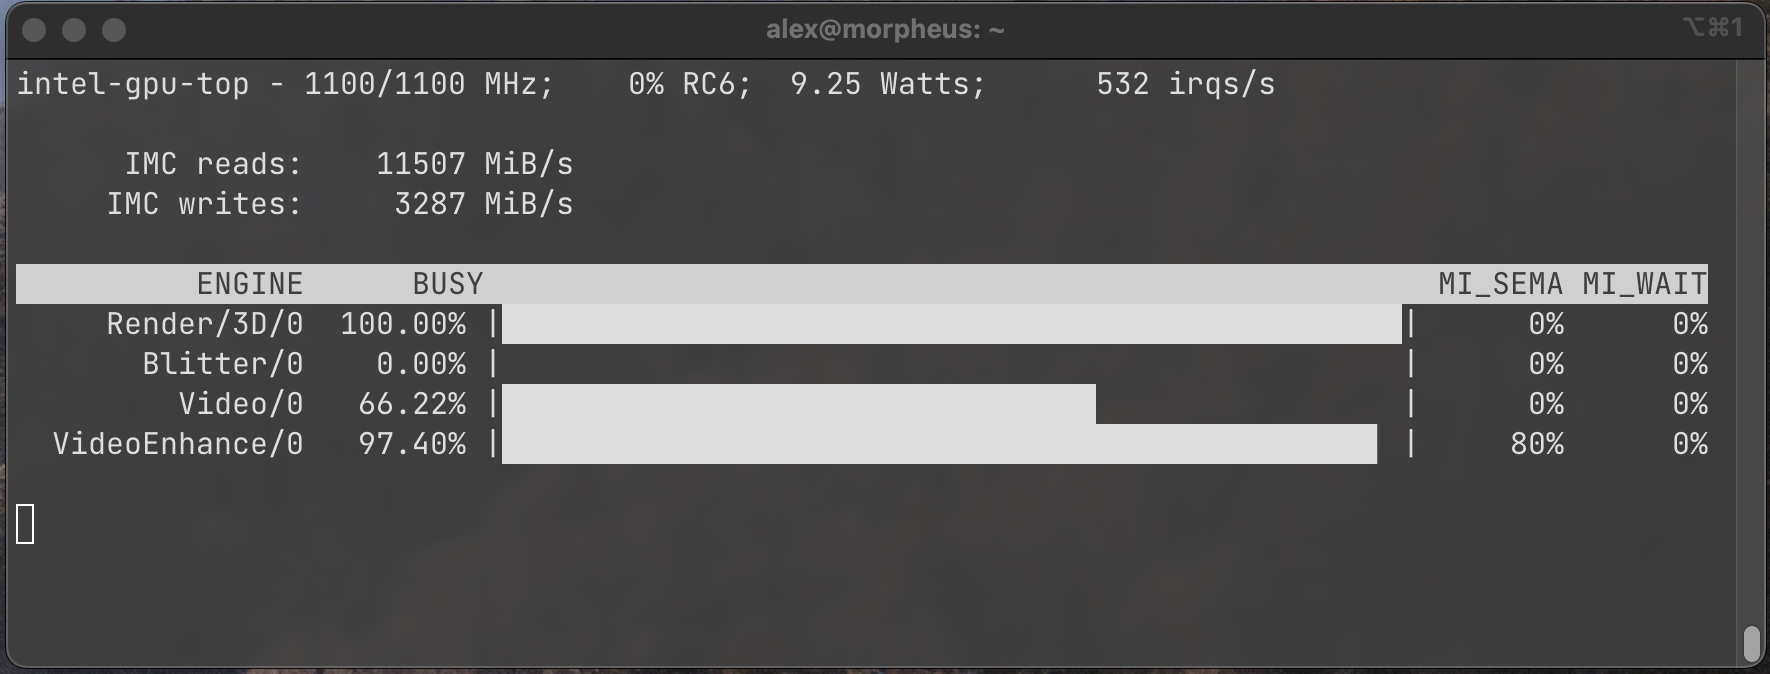 alex@morpheus: ~ ⌥⌘1
intel-gpu-top - 1100/1100 MHz; 0% RC6; 9.25 Watts; 532 irqs/s
IMC reads: 11507 MiB/s
IMC writes: 3287 MiB/s
ENGINE BUSY MI_SEMA MI_WAIT
Render/3D/0 100.00% | | 0% 0%
Blitter/0 0.00% | | 0% 0%
Video/0 66.22% | | 0% 0%
VideoEnhance/0 97.40% | | 80% 0%